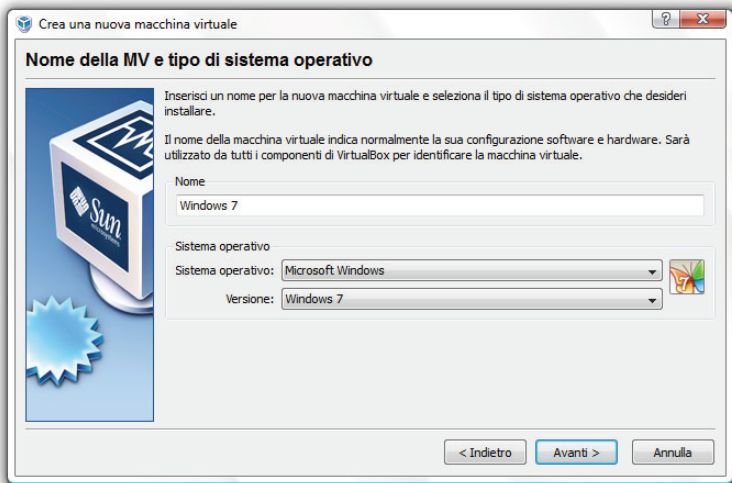 Crea una nuova macchina virtuale
?
X
Nome della MV e tipo di sistema operativo
Inserisci un nome per la nuova macchina virtuale e seleziona il tipo di sistema operativo che desideri
installare.
Il nome della macchina virtuale indica normalmente la sua configurazione software e hardware. Sarà
utilizzato da tutti i componenti di VirtualBox per identificare la macchina virtuale.
Sun
microsystems
Nome
Windows 7
Sistema operativo
Sistema operativo: Microsoft Windows
7
Versione: Windows 7
< Indietro Avanti > Annulla